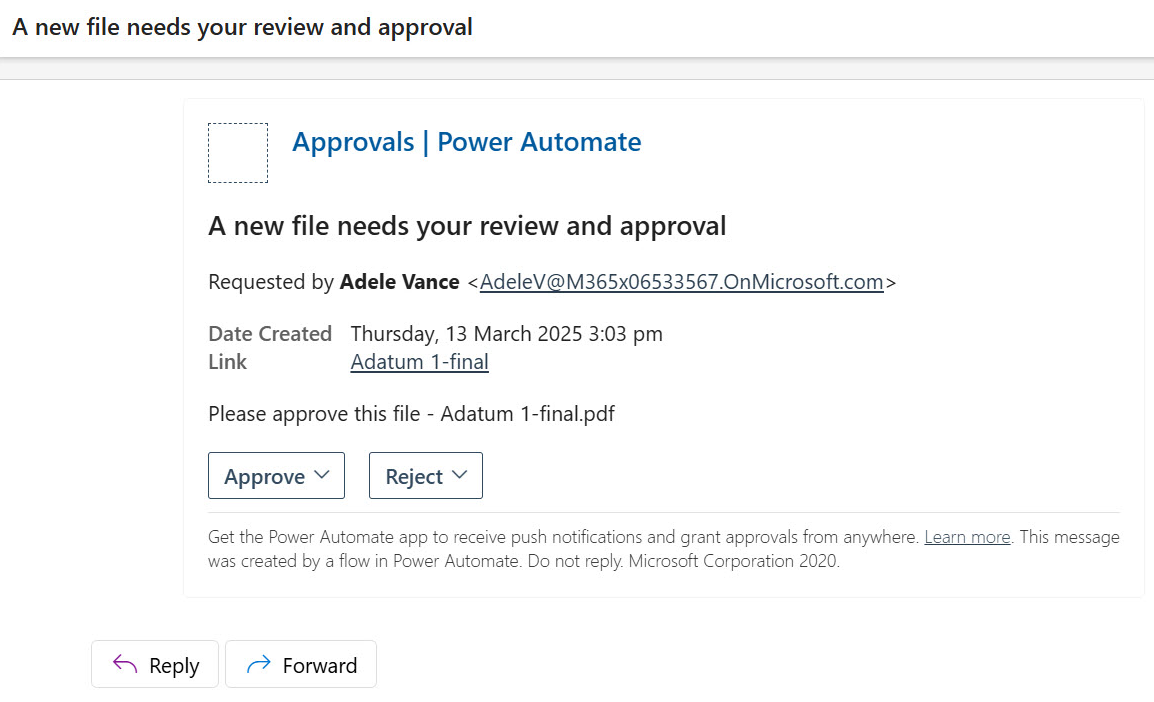 A new file needs your review and approval
Approvals | Power Automate
A new file needs your review and approval
Requested by Adele Vance <AdeleV@M365x06533567.OnMicrosoft.com>
Date Created Thursday, 13 March 2025 3:03 pm
Link Adatum 1-final
Please approve this file - Adatum 1-final.pdf
Approve Reject
Get the Power Automate app to receive push notifications and grant approvals from anywhere. Learn more. This message
was created by a flow in Power Automate. Do not reply. Microsoft Corporation 2020.
Reply Forward